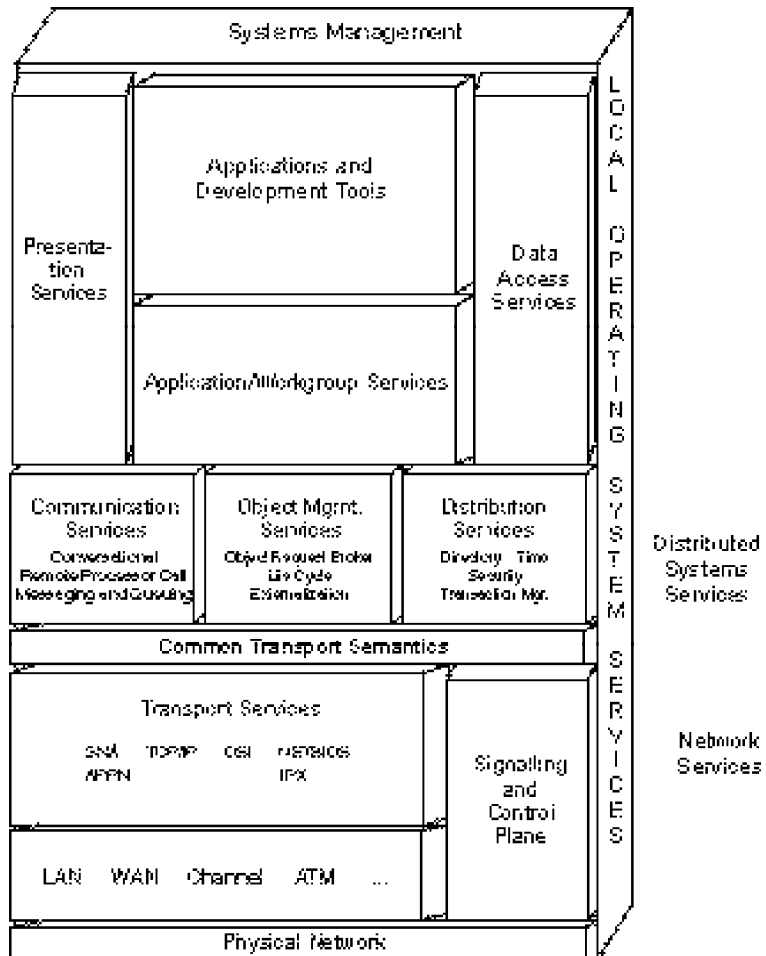 Systems Management
Applications and
Development Tools
Presenta-
tion
Services
Data
Access
Services
Application/Workgroup Services
LOCAL OPERATING SYSTEM SERVICES
Communication
Services
Conversational
Remote Processor Call
Messaging and Queuing
Object Mgmt.
Services
Object Request Broker
Life Cycle
Externalization
Distribution
Services
Directory Time
Security
Transaction Mgr.
Distributed
Systems
Services
Common Transport Semantics
Transport Services
SNA TCP/IP OSI NETBIOS
APPN IPX
Signalling
and
Control
Plane
Network
Services
LAN WAN Channel ATM ...
Physical Network